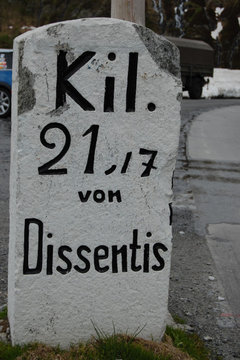 Kil.
21,17
von
Dissentis